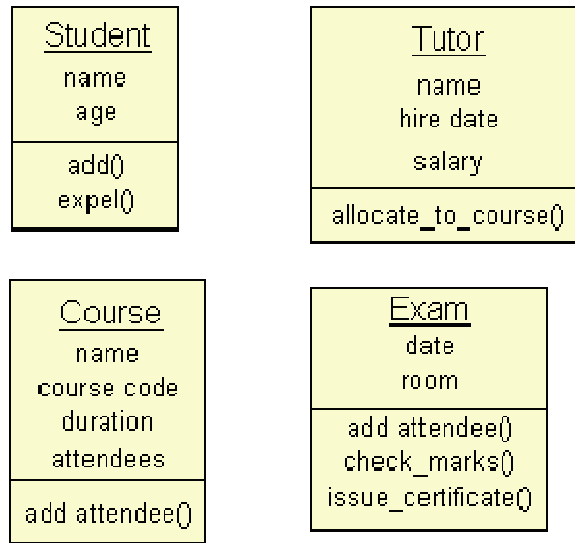 Student
name
age
add()
expel()
Tutor
name
hire date
salary
allocate_to_course()
Course
name
course code
duration
attendees
add attendee()
Exam
date
room
add attendee()
check_marks()
issue_certificate()